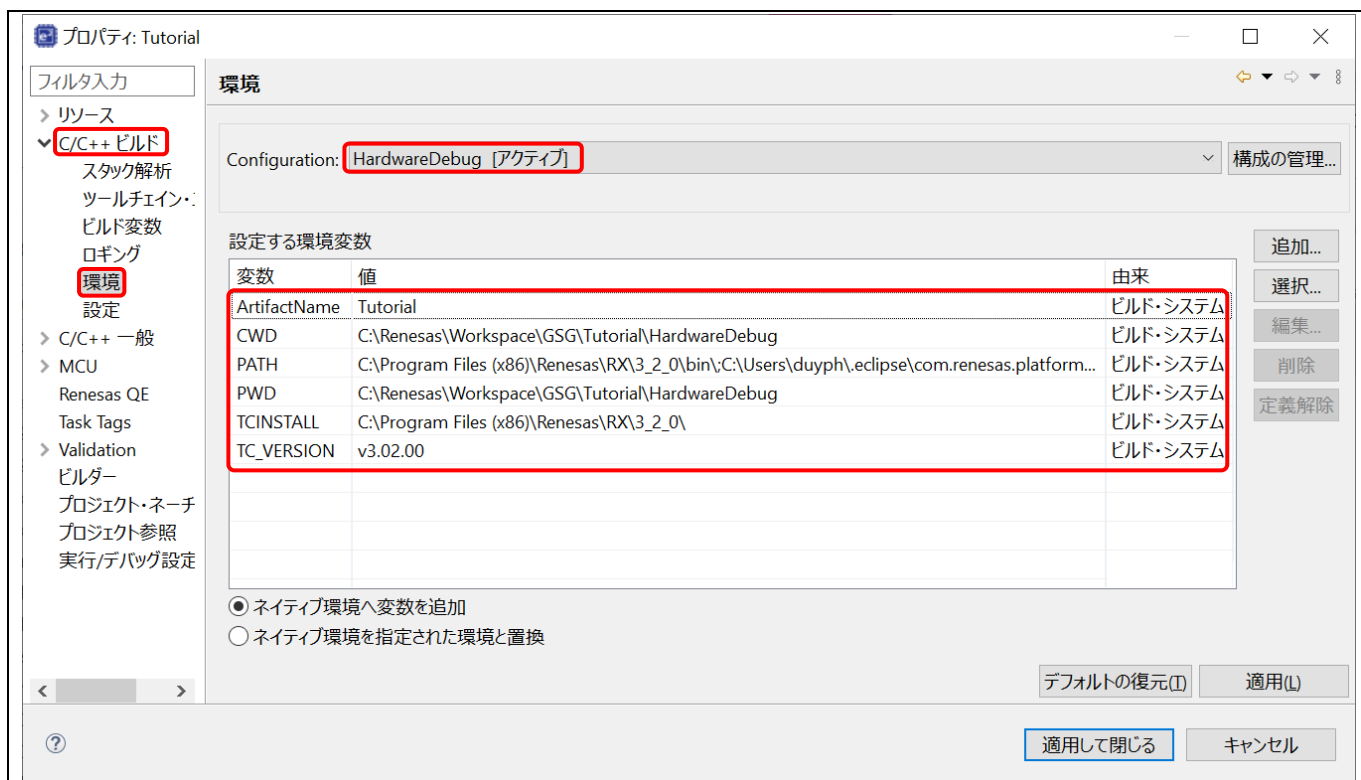 プロパティ: Tutorial
フィルタ入力
環境
リソース
C/C++ ビルド
スタック解析
ツールチェイン・
ビルド変数
ロギング
環境
設定
C/C++ 一般
MCU
Renesas QE
Task Tags
Validation
ビルダー
プロジェクト・ネーチ
プロジェクト参照
実行/デバッグ設定
Configuration: HardwareDebug [アクティブ] 構成の管理...
設定する環境変数
変数 値 由来
ArtifactName Tutorial ビルド・システム
CWD C:\Renesas\Workspace\GSG\Tutorial\HardwareDebug ビルド・システム
PATH C:\Program Files (x86)\Renesas\RX\3_2_0\bin\;C:\Users\duyph\.eclipse\com.renesas.platform... ビルド・システム
PWD C:\Renesas\Workspace\GSG\Tutorial\HardwareDebug ビルド・システム
TCINSTALL C:\Program Files (x86)\Renesas\RX\3_2_0\ ビルド・システム
TC_VERSION v3.02.00 ビルド・システム
追加...
選択...
編集...
削除
定義解除
ネイティブ環境へ変数を追加
ネイティブ環境を指定された環境と置換
デフォルトの復元(T) 適用(L)
適用して閉じる キャンセル